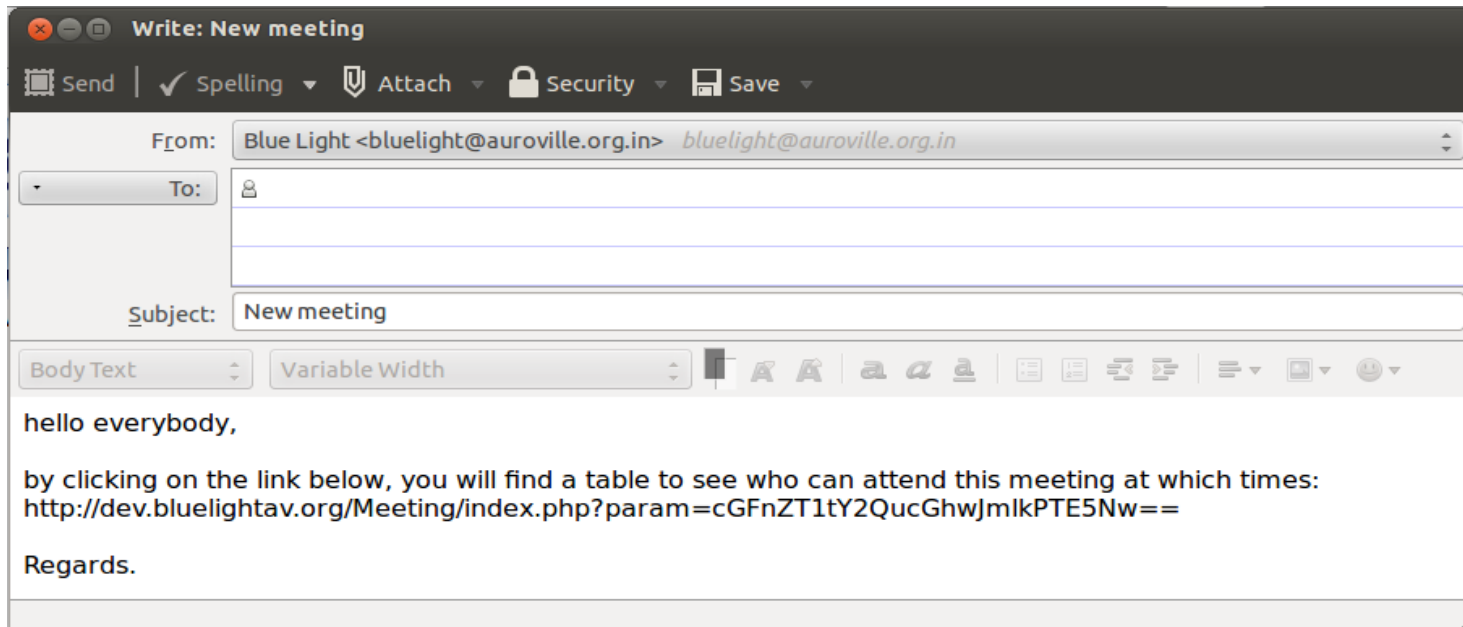 Write: New meeting
Send Spelling Attach Security Save
From: Blue Light <bluelight@auroville.org.in> bluelight@auroville.org.in
To:
Subject: New meeting
Body Text Variable Width
hello everybody,
by clicking on the link below, you will find a table to see who can attend this meeting at which times:
http://dev.bluelightav.org/Meeting/index.php?param=cGFnZT1tY2QucGhwJmlkPTE5Nw==
Regards.